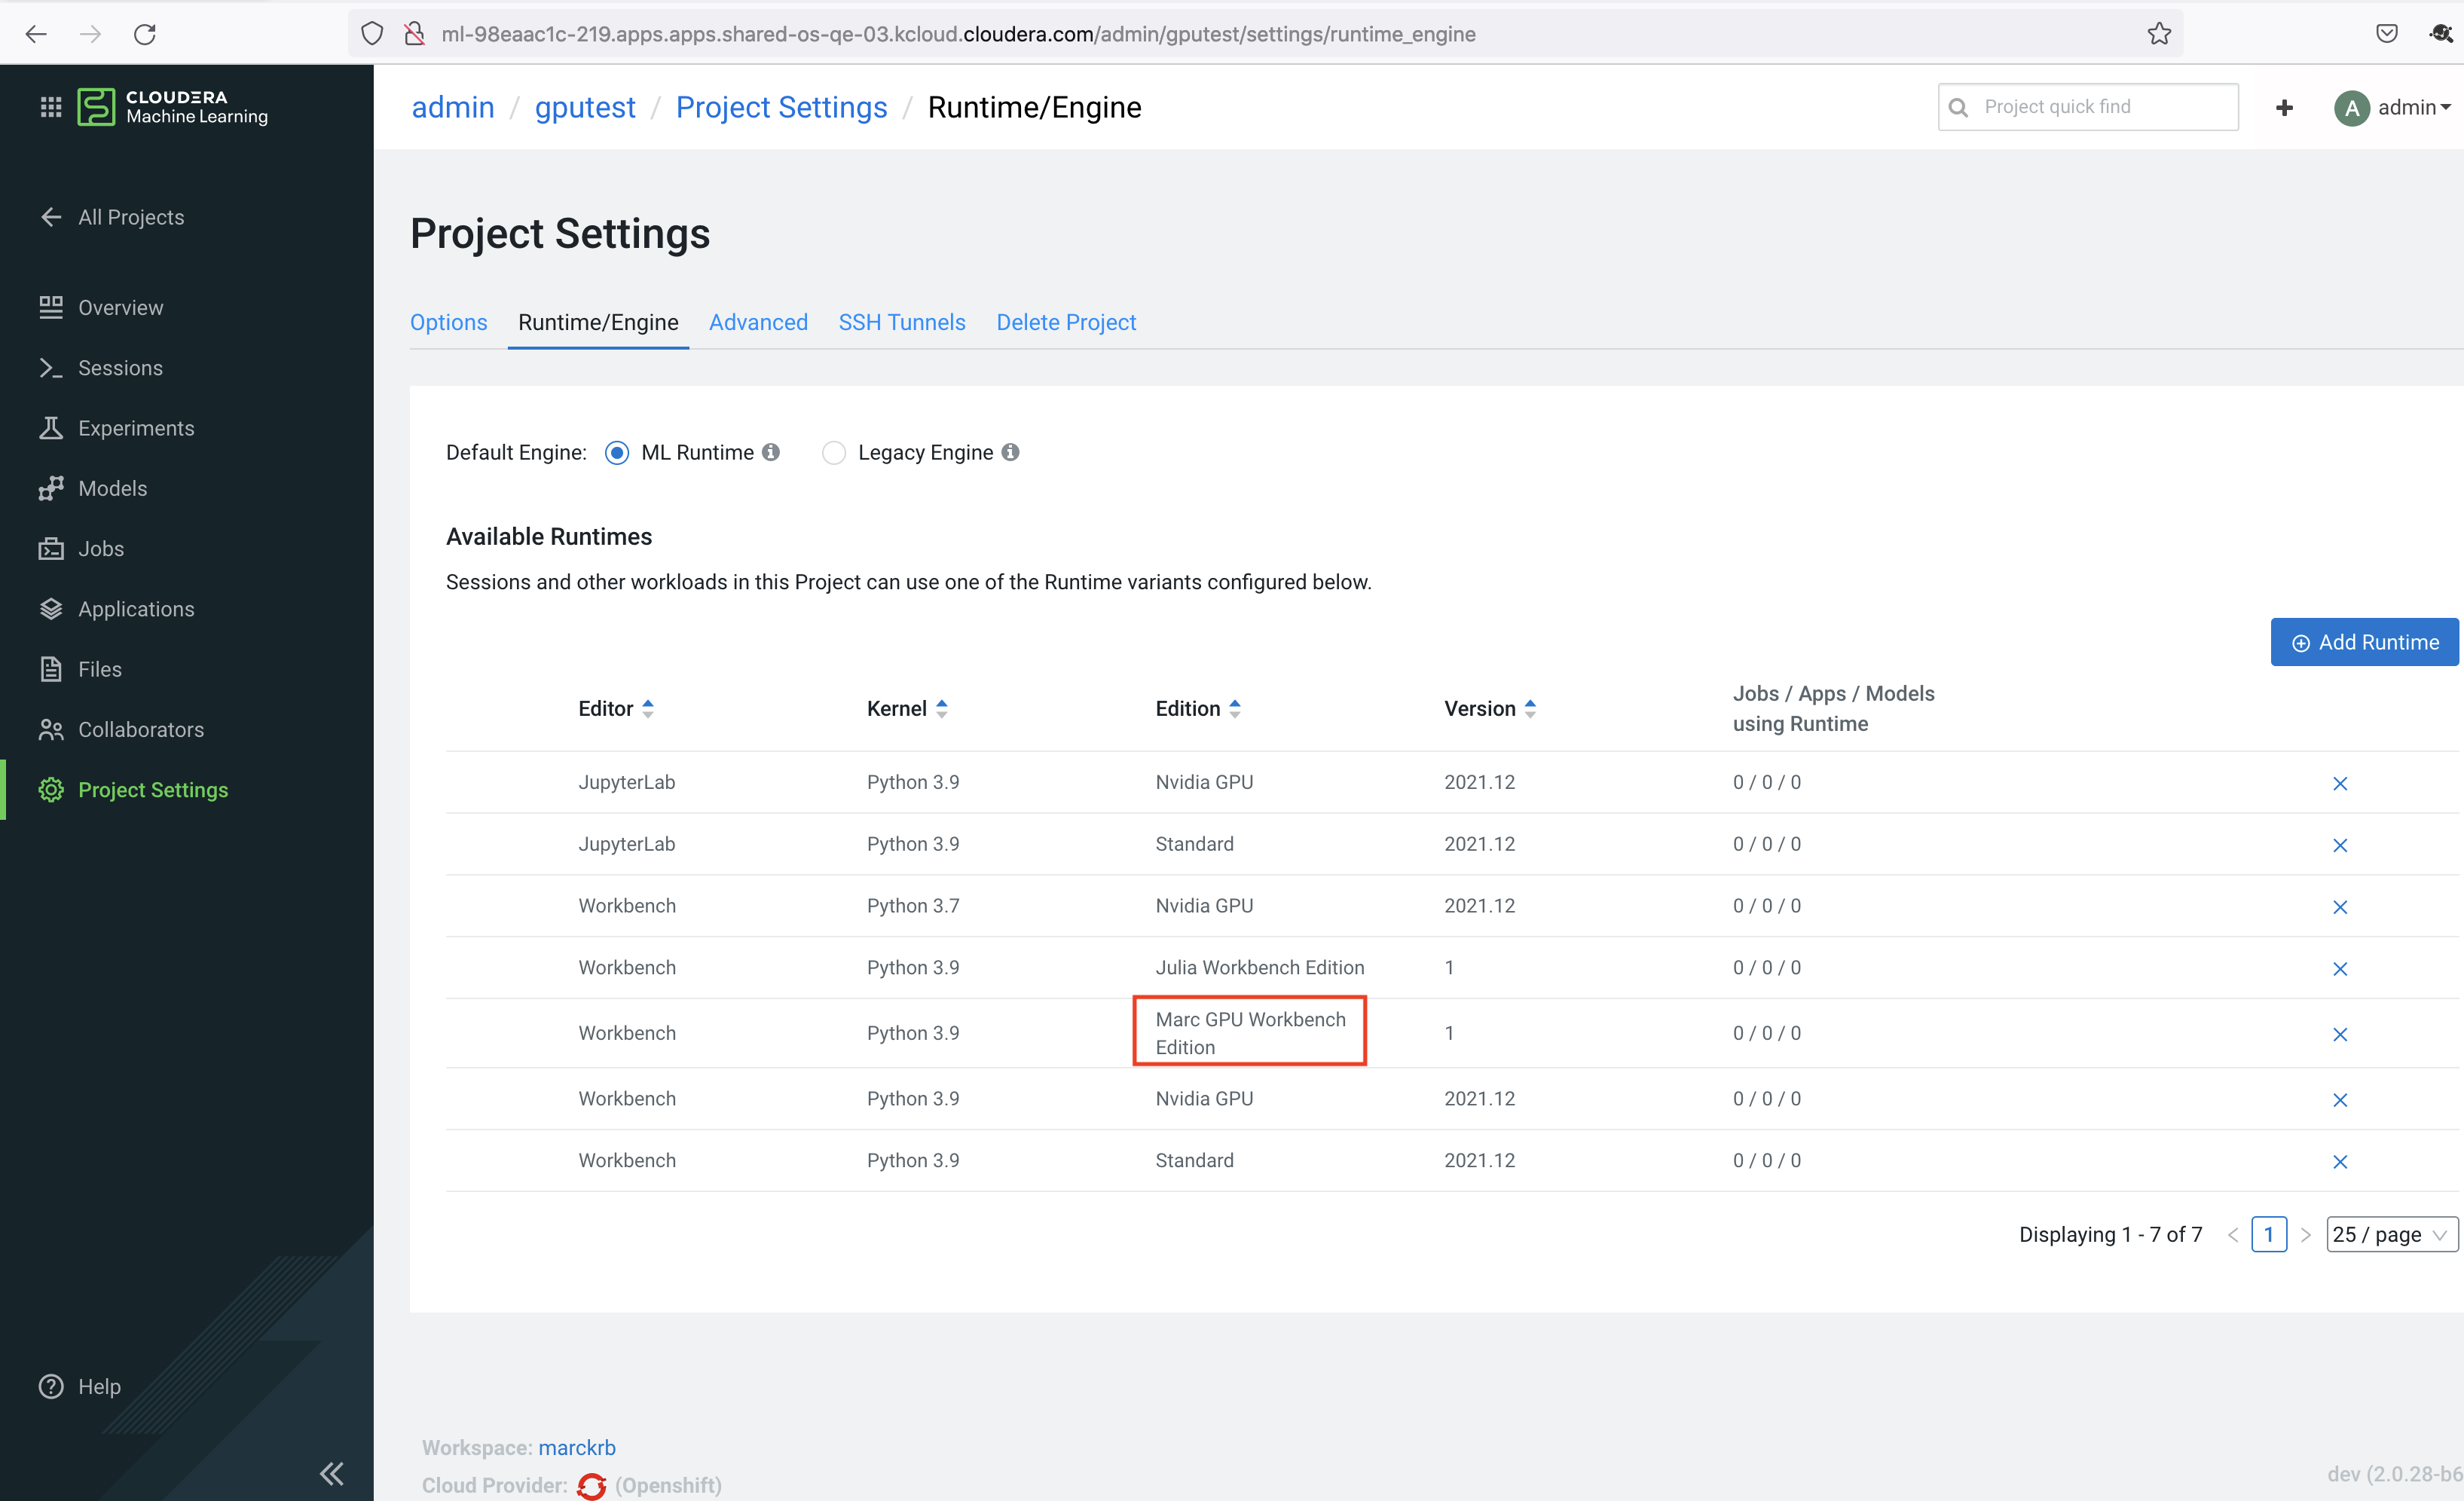 ml-98eaac1c-219.apps.apps.shared-os-qe-03.kcloud.cloudera.com/admin/gputest/settings/runtime_engine
CLOUDERA
Machine Learning
admin / gputest / Project Settings / Runtime/Engine
Project quick find
A admin
All Projects
Overview
Sessions
Experiments
Models
Jobs
Applications
Files
Collaborators
Project Settings
Help
Project Settings
Options Runtime/Engine Advanced SSH Tunnels Delete Project
Default Engine: ML Runtime Legacy Engine
Available Runtimes
Sessions and other workloads in this Project can use one of the Runtime variants configured below.
Add Runtime
Editor Kernel Edition Version Jobs / Apps / Models
using Runtime
JupyterLab Python 3.9 Nvidia GPU 2021.12 0 / 0 / 0
JupyterLab Python 3.9 Standard 2021.12 0 / 0 / 0
Workbench Python 3.7 Nvidia GPU 2021.12 0 / 0 / 0
Workbench Python 3.9 Julia Workbench Edition 1 0 / 0 / 0
Workbench Python 3.9 Marc GPU Workbench
Edition 1 0 / 0 / 0
Workbench Python 3.9 Nvidia GPU 2021.12 0 / 0 / 0
Workbench Python 3.9 Standard 2021.12 0 / 0 / 0
Displaying 1 - 7 of 7 < 1 > 25 / page
Workspace: marckrb
Cloud Provider: (Openshift)
dev (2.0.28-b6